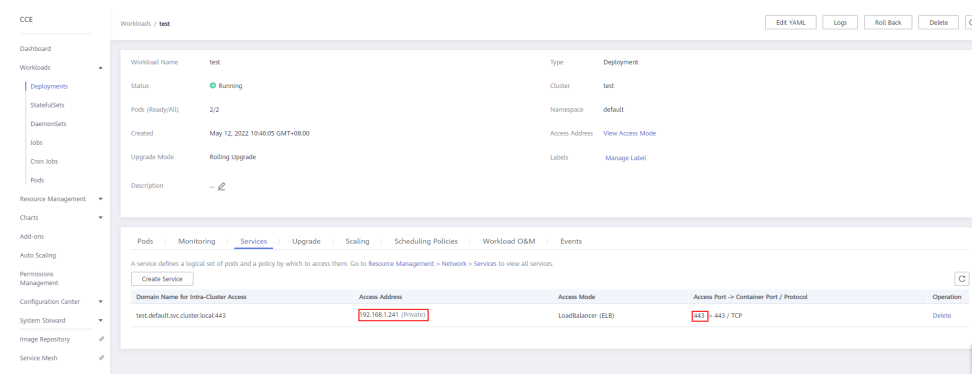 CCE
Workloads / test
Edit YAML
Logs
Roll Back
Delete
Dashboard
Workloads
Deployments
StatefulSets
DaemonSets
Jobs
Cron Jobs
Pods
Resource Management
Charts
Add-ons
Auto Scaling
Permissions
Management
Configuration Center
System Steward
Image Repository
Service Mesh
Workload Name test
Type Deployment
Status Running
Cluster test
Pods (Ready/All) 2/2
Namespace default
Created May 12, 2022 10:46:05 GMT+08:00
Access Address View Access Mode
Upgrade Mode Rolling Upgrade
Labels Manage Label
Description --
Pods Monitoring Services Upgrade Scaling Scheduling Policies Workload O&M Events
A service defines a logical set of pods and a policy by which to access them. Go to Resource Management > Network > Services to view all services.
Create Service
Domain Name for Intra-Cluster Access Access Address Access Mode Access Port -> Container Port / Protocol Operation
test.default.svc.cluster.local:443 192.168.1.241 (Private) LoadBalancer (ELB) 443 > 443 / TCP Delete